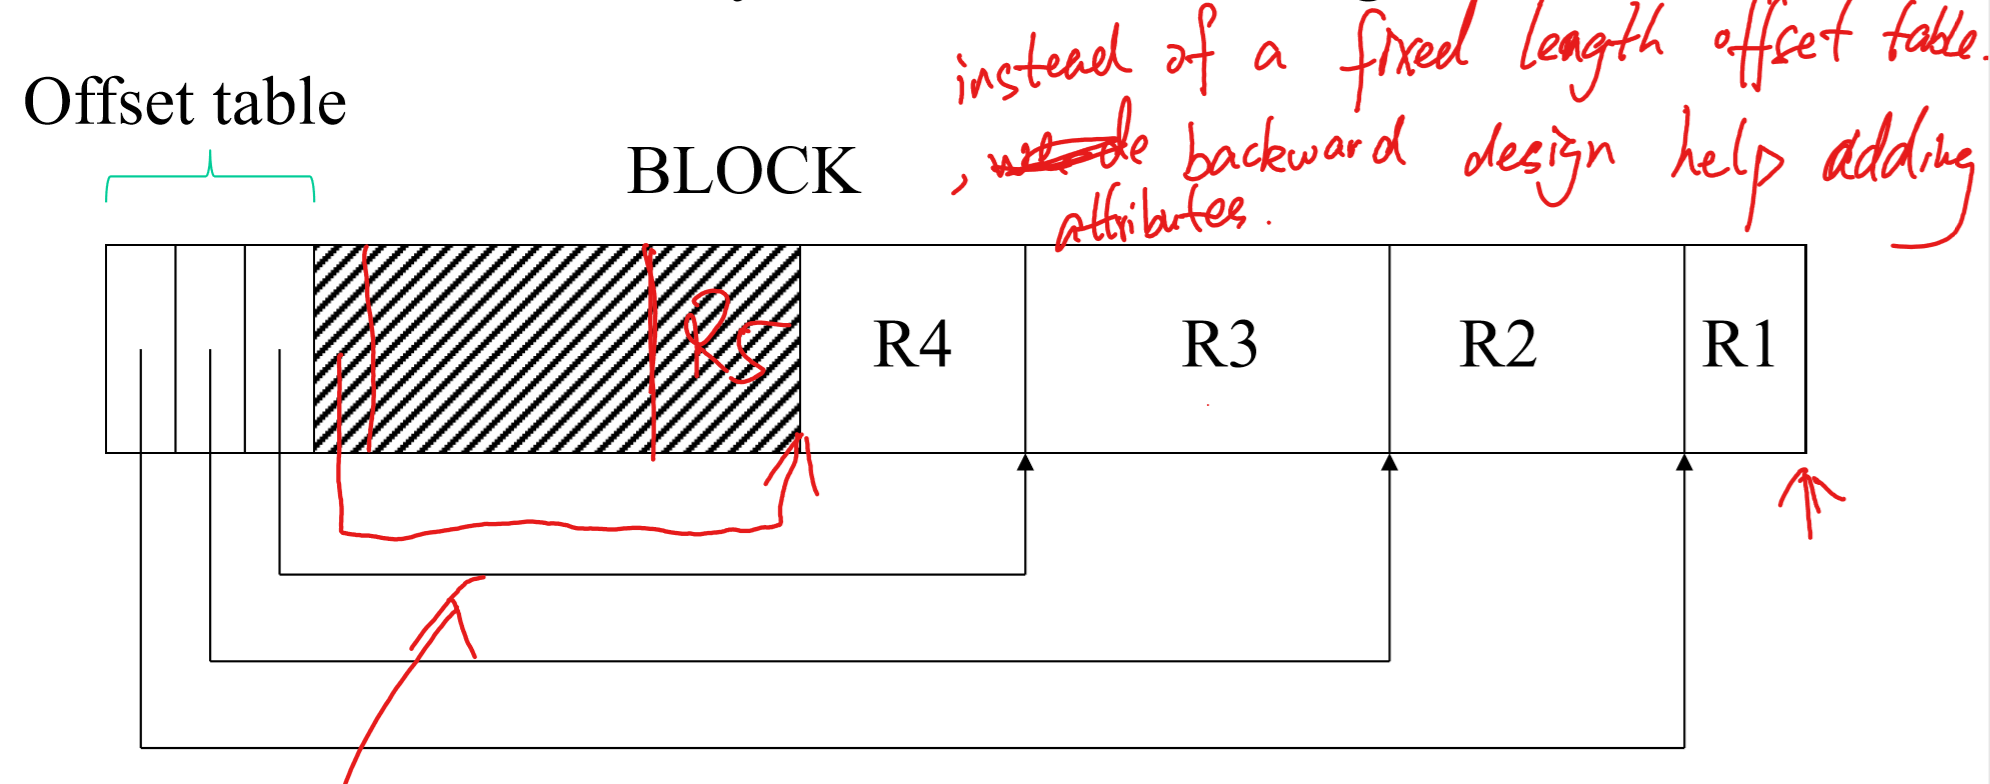 instead of a fixed length offset table.
Offset table
, backward design help adding
BLOCK
attributes.
R5 R4 R3 R2 R1